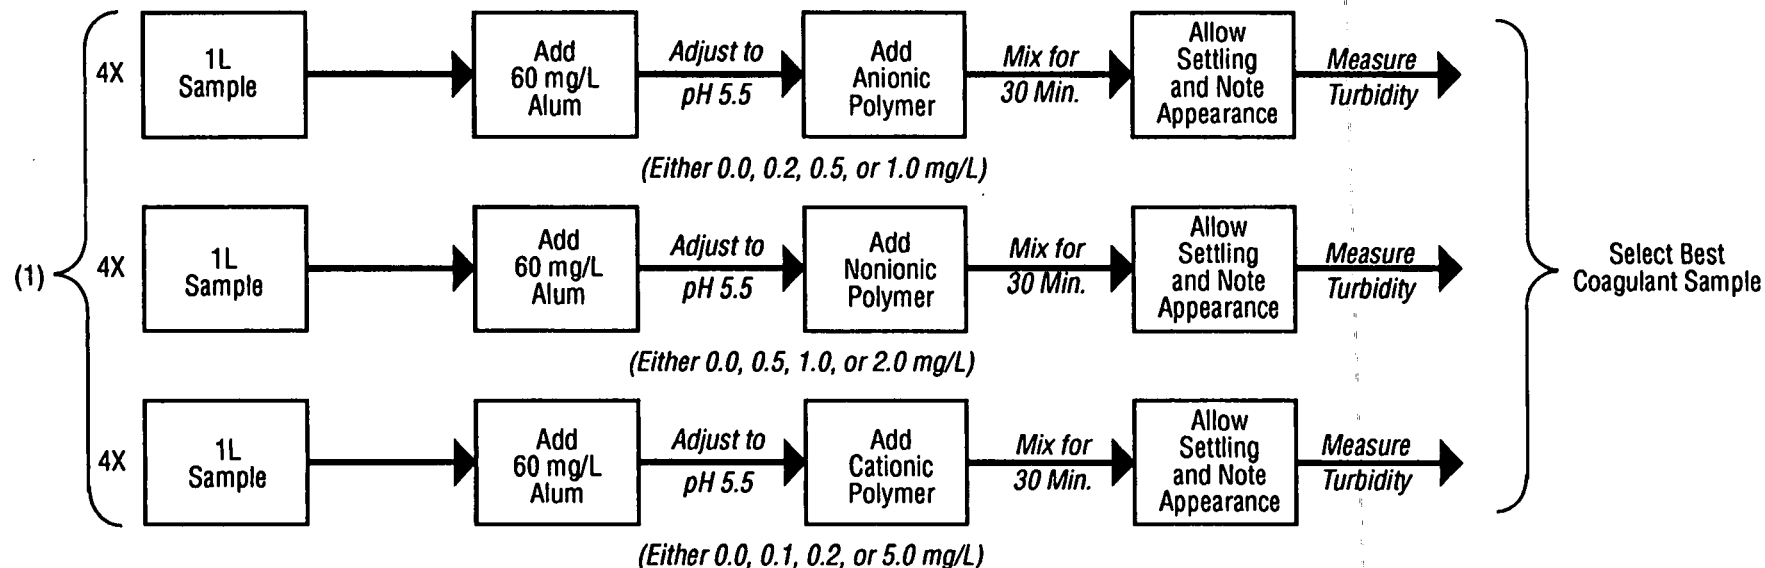 (1)
4X
1L
Sample
Add
60 mg/L
Alum
Adjust to
pH 5.5
Add
Anionic
Polymer
Mix for
30 Min.
Allow
Settling
and Note
Appearance
Measure
Turbidity
(Either 0.0, 0.2, 0.5, or 1.0 mg/L)
4X
1L
Sample
Add
60 mg/L
Alum
Adjust to
pH 5.5
Add
Nonionic
Polymer
Mix for
30 Min.
Allow
Settling
and Note
Appearance
Measure
Turbidity
(Either 0.0, 0.5, 1.0, or 2.0 mg/L)
4X
1L
Sample
Add
60 mg/L
Alum
Adjust to
pH 5.5
Add
Cationic
Polymer
Mix for
30 Min.
Allow
Settling
and Note
Appearance
Measure
Turbidity
(Either 0.0, 0.1, 0.2, or 5.0 mg/L)
Select Best
Coagulant Sample